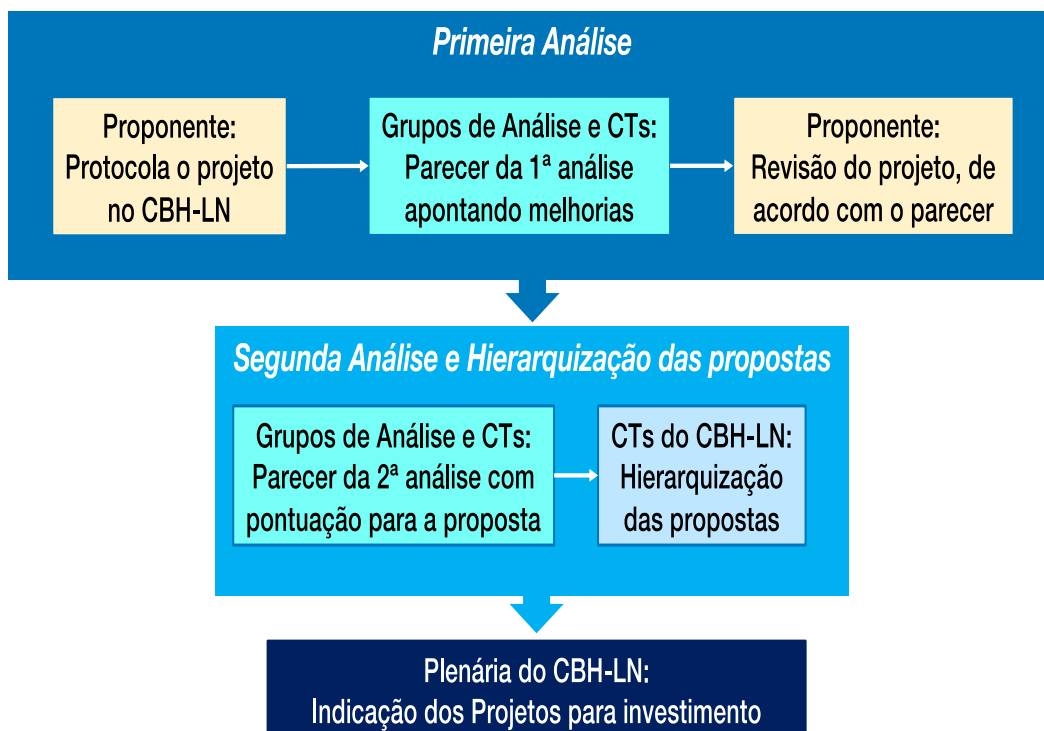 Primeira Análise
Proponente:
Protocola o projeto
no CBH-LN
Grupos de Análise e CTs:
Parecer da 1ª análise
apontando melhorias
Proponente:
Revisão do projeto, de
acordo com o parecer
Segunda Análise e Hierarquização das propostas
Grupos de Análise e CTs:
Parecer da 2ª análise com
pontuação para a proposta
CTs do CBH-LN:
Hierarquização
das propostas
Plenária do CBH-LN:
Indicação dos Projetos para investimento